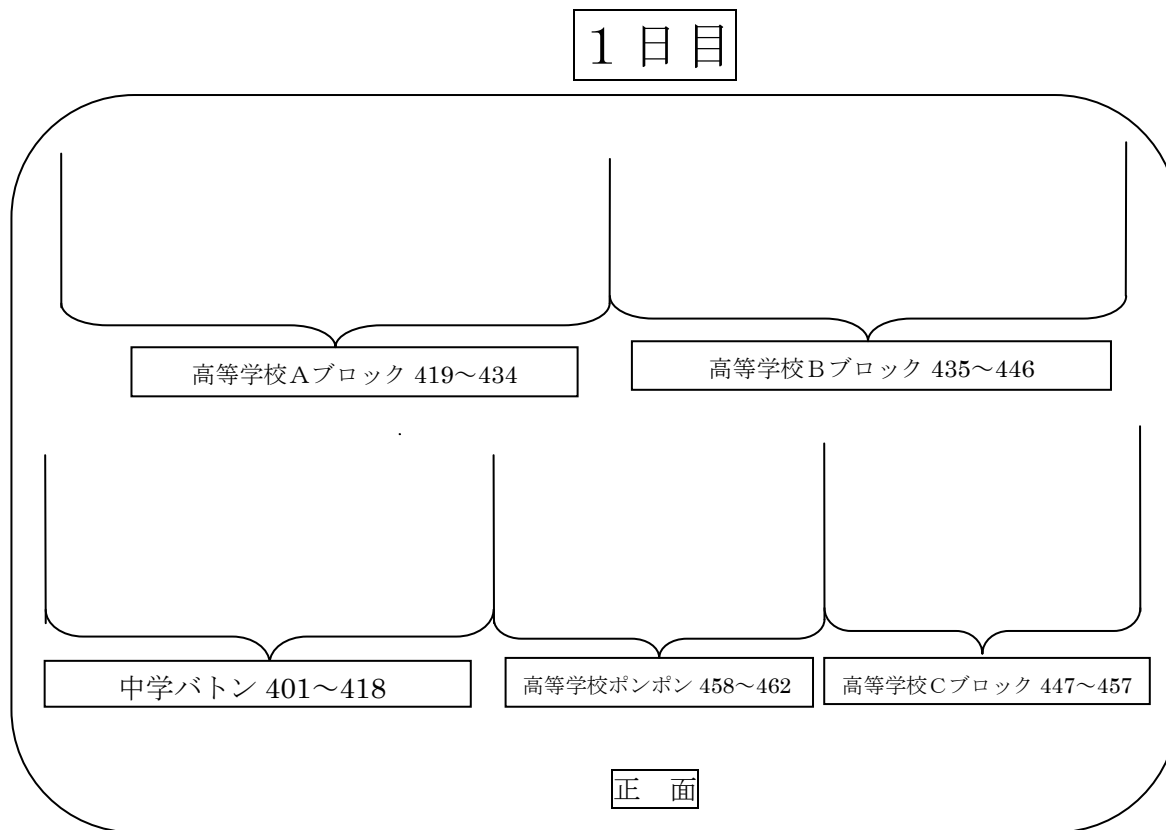 1日目
高等学校Aブロック 419~434
高等学校Bブロック 435~446
中学バトン 401~418
高等学校ポンポン 458~462
高等学校Cブロック 447~457
正 面